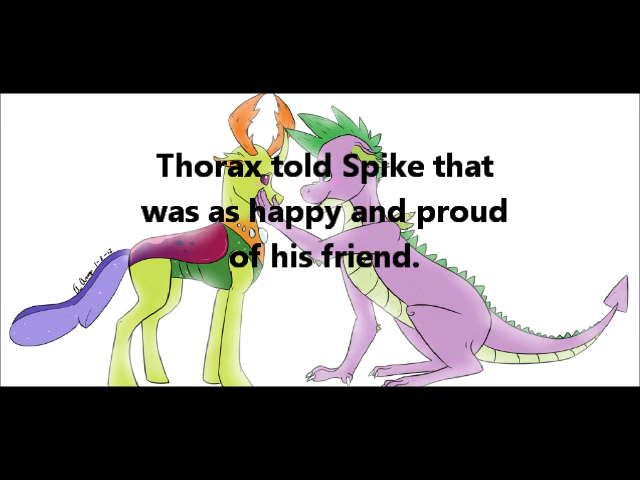 Thorax told Spike that
was as happy and proud
of his friend.